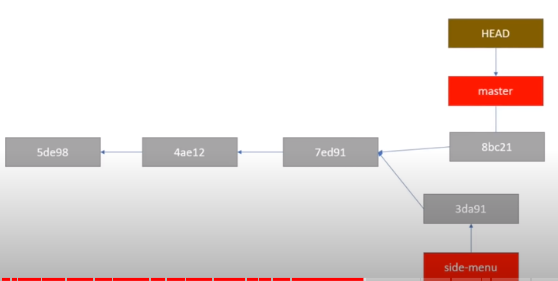 HEAD
master
5de98
4ae12
7ed91
8bc21
3da91
side-menu